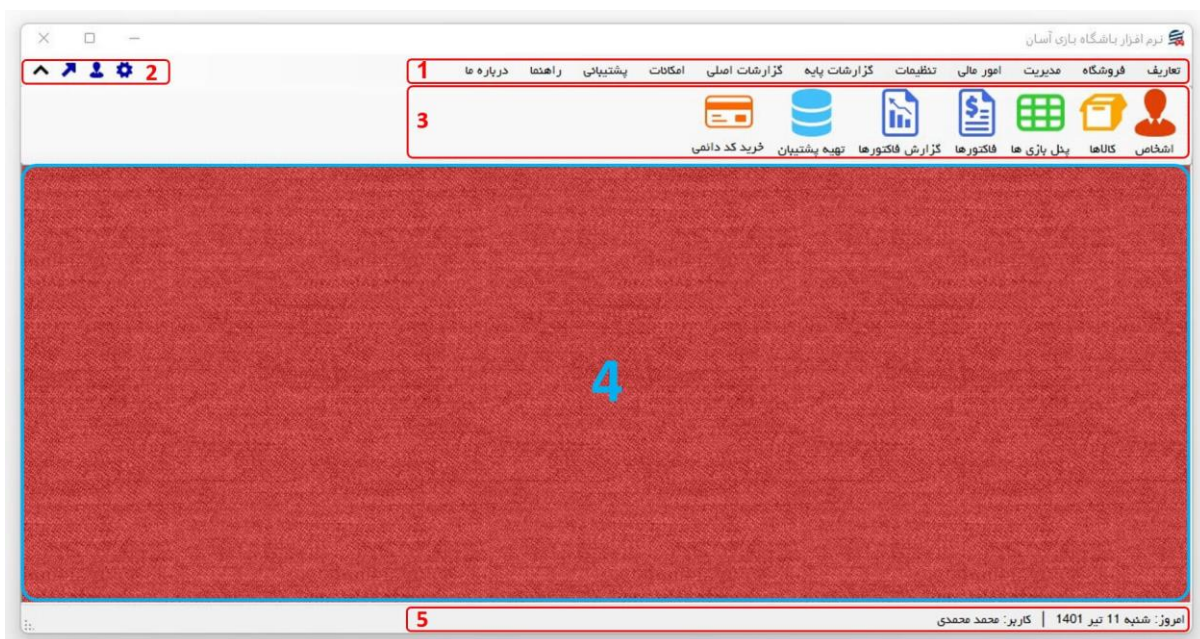 نرم افزار باشگاه بازی آسان
تعاریف فروشگاه مدیریت امور مالی تنظیمات گزارشات پایه گزارشات اصلی امکانات پشتیبانی راهنما درباره ما 1
2
3
اشخاص کالاها پنل بازی ها فاکتورها گزارش فاکتورها تهیه پشتیبان خرید کد دائمی
4
امروز: شنبه 11 تیر 1401 | کاربر: محمد محمدی 5